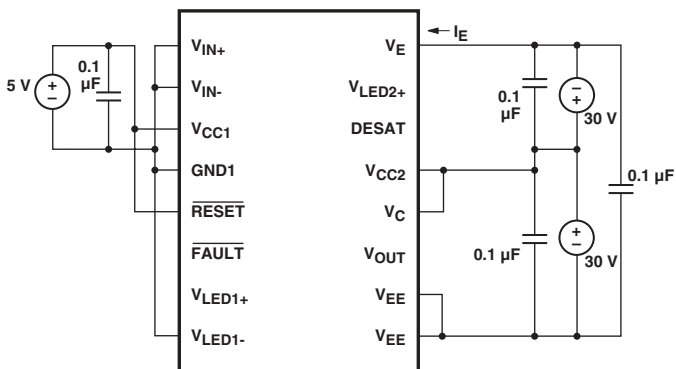 I_E
V_IN+
V_E
5 V
0.1
µF
V_IN-
V_LED2+
0.1
µF
30 V
V_CC1
DESAT
GND1
V_CC2
0.1 µF
RESET
V_C
FAULT
V_OUT
0.1 µF
30 V
V_LED1+
V_EE
V_LED1-
V_EE